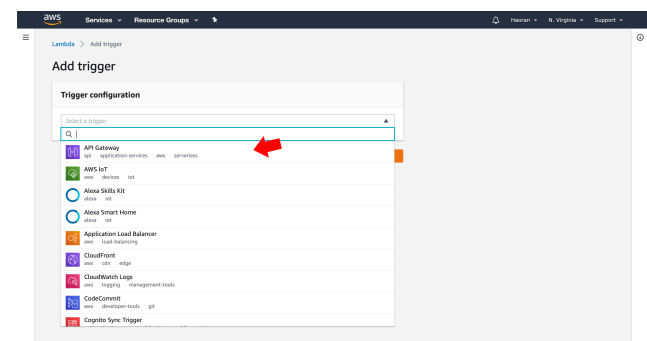 aws Services Resource Groups Haoran N. Virginia Support
Lambda > Add trigger
Add trigger
Trigger configuration
Select a trigger
API Gateway
api application-services aws serverless
AWS IoT
aws devices iot
Alexa Skills Kit
alexa iot
Alexa Smart Home
alexa iot
Application Load Balancer
aws load-balancing
CloudFront
aws cdn edge
CloudWatch Logs
aws logging management-tools
CodeCommit
aws developer-tools git
Cognito Sync Trigger